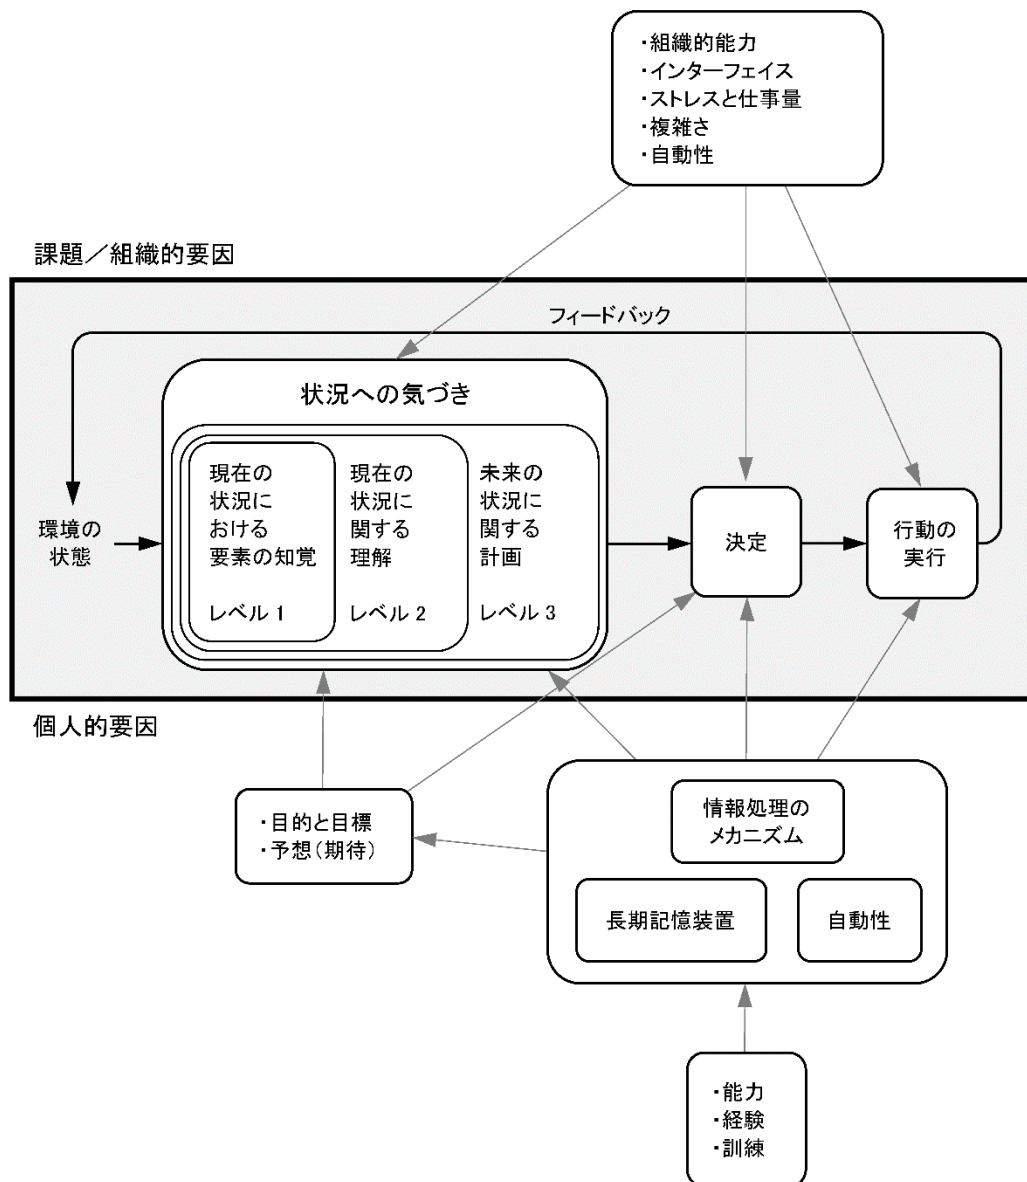 ・組織的能力
・インターフェイス
・ストレスと仕事量
・複雑さ
・自動性
課題／組織的要因
フィードバック
状況への気づき
現在の
状況に
おける
要素の知覚
レベル 1
現在の
状況に
関する
理解
レベル 2
未来の
状況に
関する
計画
レベル 3
環境の
状態
決定
行動の
実行
個人的要因
・目的と目標
・予想（期待）
情報処理の
メカニズム
長期記憶装置
自動性
・能力
・経験
・訓練